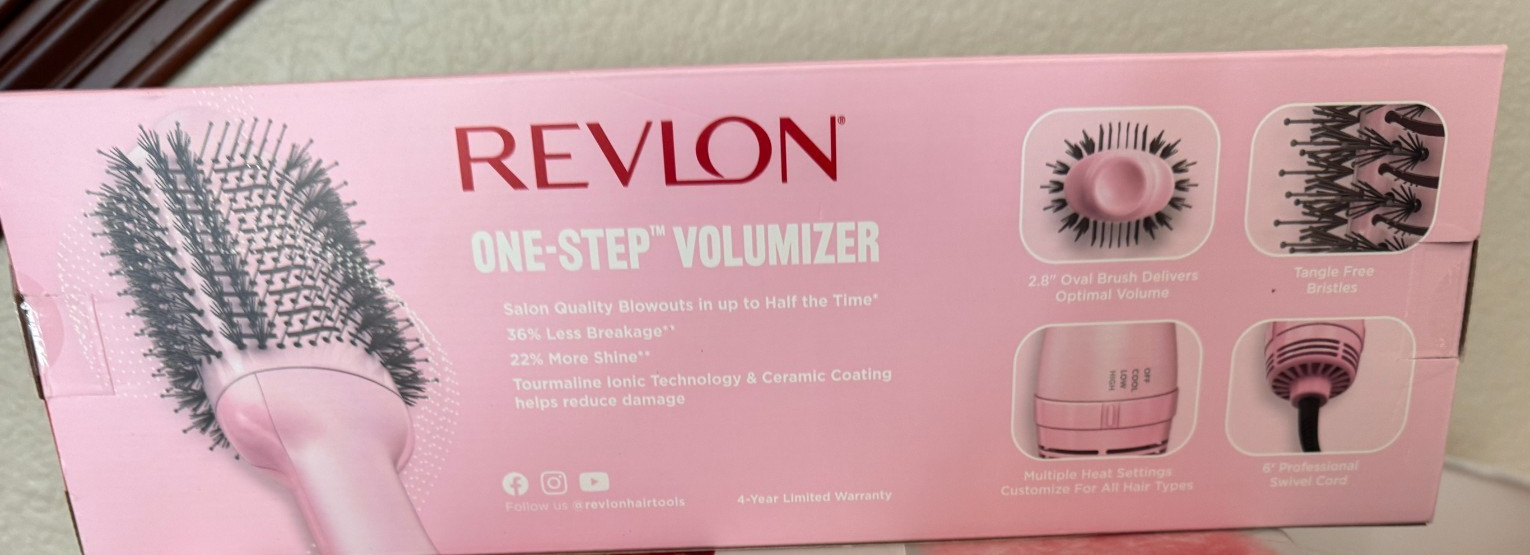 REVLON®
ONE-STEP™ VOLUMIZER
Salon Quality Blowouts in up to Half the Time*
36% Less Breakage**
22% More Shine**
Tourmaline Ionic Technology & Ceramic Coating
helps reduce damage
Follow us @revlonhairtools
4-Year Limited Warranty
2.8" Oval Brush Delivers
Optimal Volume
Tangle Free
Bristles
OFF
COOL
LOW
HIGH
Multiple Heat Settings
Customize For All Hair Types
6' Professional
Swivel Cord